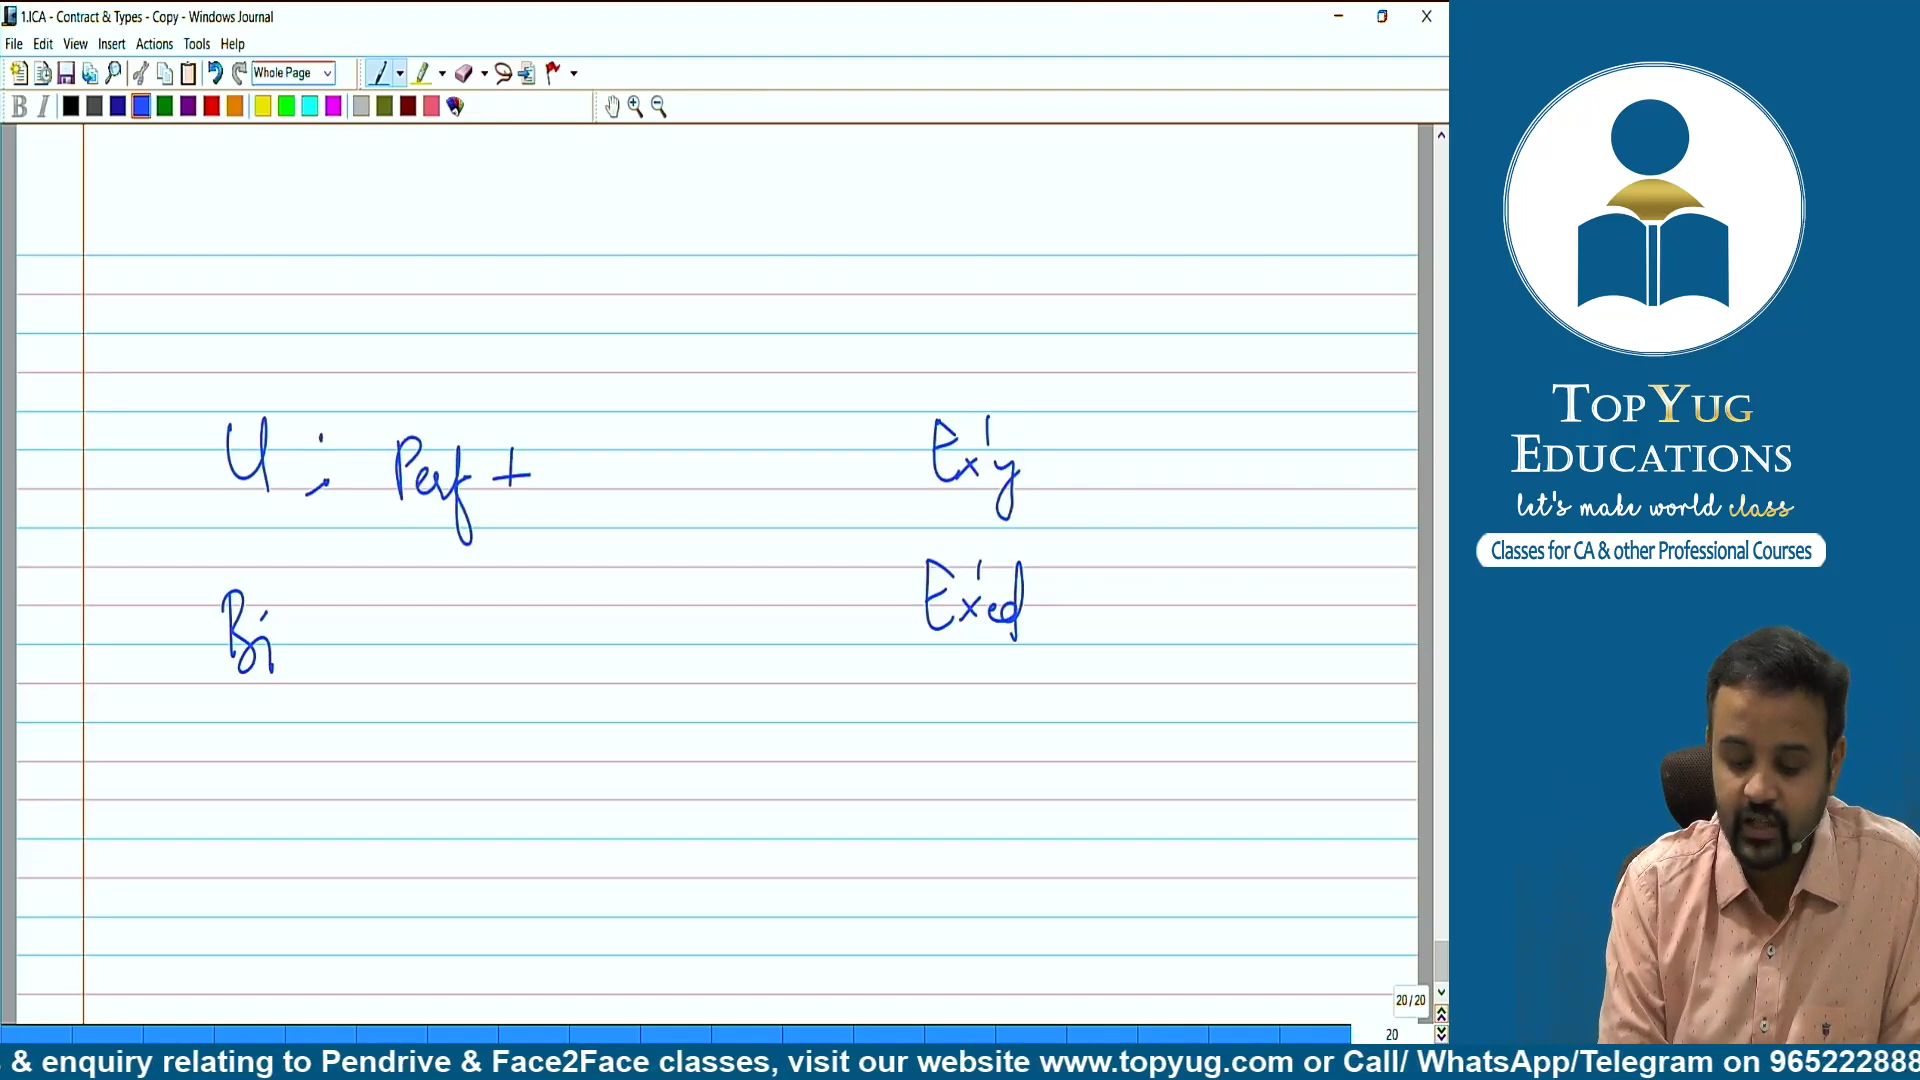 1.ICA - Contract & Types - Copy - Windows Journal
File Edit View Insert Actions Tools Help
Whole Page
B I
U : Perf +
Ex'y
Bi
Ex'ed
20 / 20
20
TOPYUG
EDUCATIONS
let's make world class
Classes for CA & other Professional Courses
& enquiry relating to Pendrive & Face2Face classes, visit our website www.topyug.com or Call/ WhatsApp/Telegram on 965222888